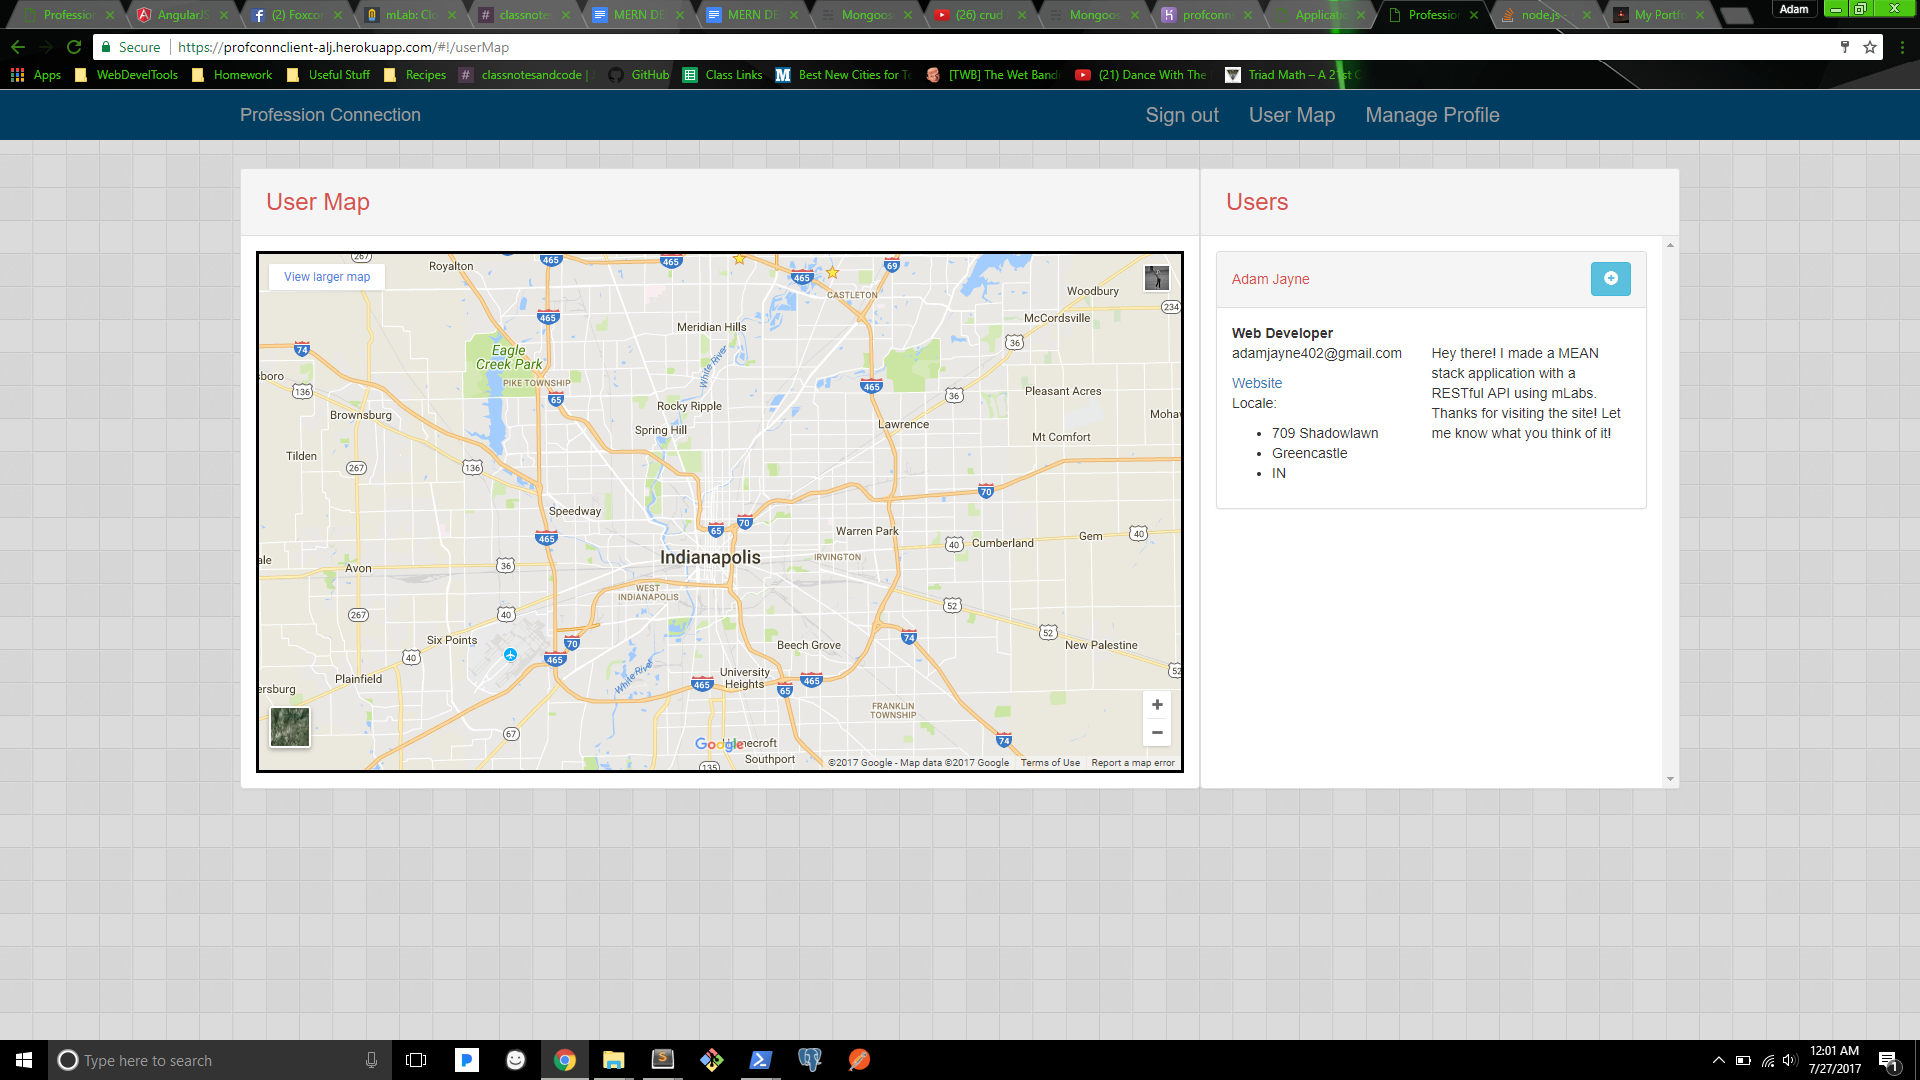 Profession
AngularJS
(2) Foxcon
mLab: Clo
classnote
MERN DE
MERN DE
Mongoos
(26) crud
Mongoos
profconn
Applicatio
Profession
node.js -
My Portfo
Adam
Secure https://profconnclient-alj.herokuapp.com/#!/userMap
Apps WebDevelTools Homework Useful Stuff Recipes classnotesandcode | GitHub Class Links Best New Cities for Te [TWB] The Wet Band (21) Dance With The Triad Math – A 21st C
Profession Connection Sign out User Map Manage Profile
User Map
View larger map
267
Royalton
465
465
465
69
CASTLETON
Woodbury
234
465
Meridian Hills
McCordsville
36
74
Eagle
Creek Park
PIKE TOWNSHIP
White River
sboro
136
465
65
Pleasant Acres
36
Rocky Ripple
Brownsburg
Moha
Lawrence
Spring Hill
Mt Comfort
Tilden
267
136
70
Speedway
65
70
Warren Park
465
40
Cumberland
Gem
40
Indianapolis
IRVINGTON
ale
Avon
36
WEST
INDIANAPOLIS
52
267
40
52
Six Points
70
74
Beech Grove
New Palestine
40
465
University
Heights
52
Plainfield
White River
465
65
465
ersburg
FRANKLIN
TOWNSHIP
67
74
Google
mecroft
Southport
135
©2017 Google - Map data ©2017 Google Terms of Use Report a map error
Users
Adam Jayne
Web Developer
adamjayne402@gmail.com
Website
Locale:
• 709 Shadowlawn
• Greencastle
• IN
Hey there! I made a MEAN
stack application with a
RESTful API using mLabs.
Thanks for visiting the site! Let
me know what you think of it!
Type here to search
12:01 AM
7/27/2017
1